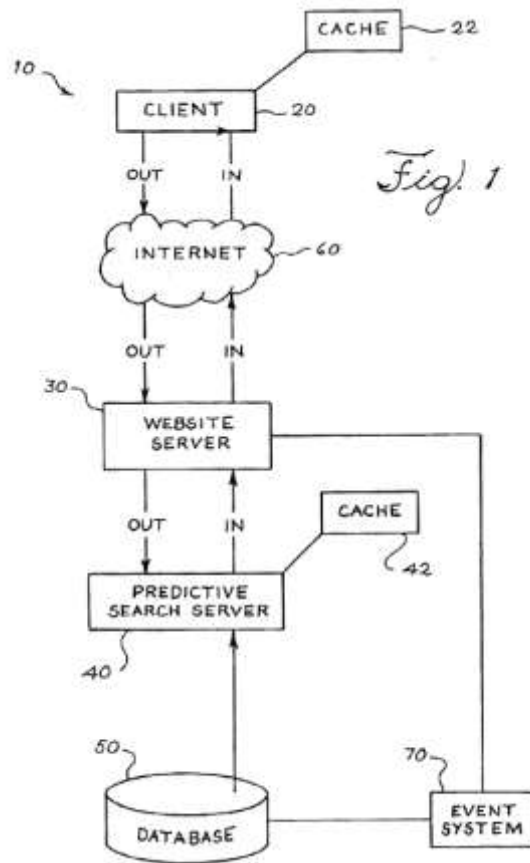 CACHE
22
10
CLIENT
20
Fig. 1
OUT
IN
INTERNET
60
OUT
IN
30
WEBSITE
SERVER
OUT
IN
CACHE
42
PREDICTIVE
SEARCH SERVER
40
50
70
DATABASE
EVENT
SYSTEM